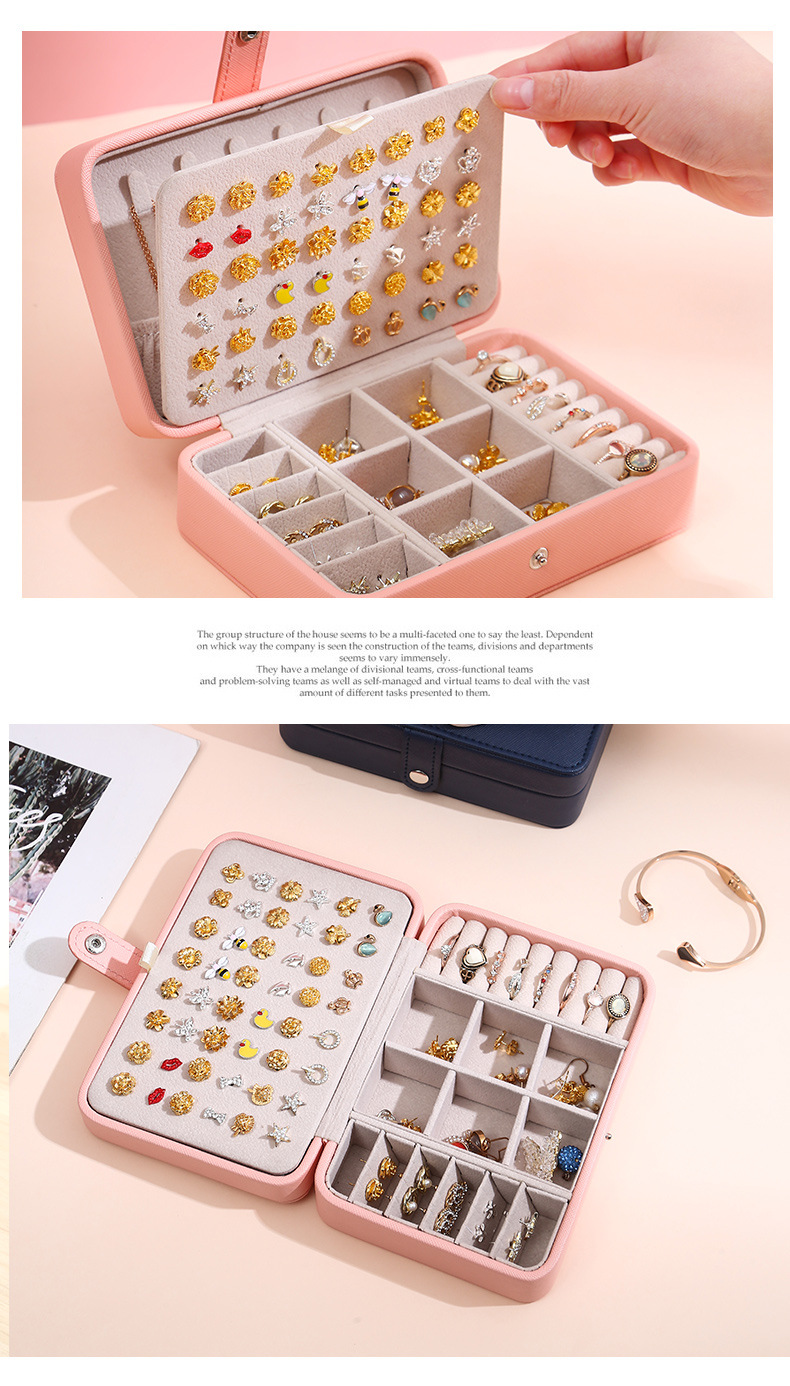 The group structure of the house seems to be a multi-faceted one to say the least. Dependent
on whick way the company is seen the construction of the teams, divisions and departments
seems to vary immensely.
They have a melange of divisional teams, cross-functional teams
and problem-solving teams as well as self-managed and virtual teams to deal with the vast
amount of different tasks presented to them.